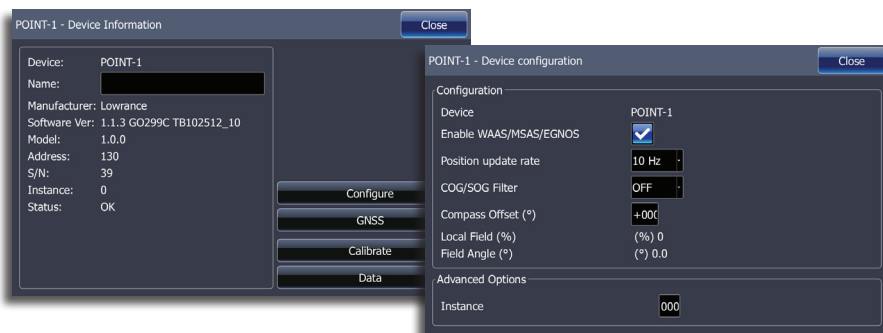 POINT-1 - Device Information
Close
Device: POINT-1
Name:
Manufacturer: Lowrance
Software Ver: 1.1.3 GO299C TB102512_10
Model: 1.0.0
Address: 130
S/N: 39
Instance: 0
Status: OK
Configure
GNSS
Calibrate
Data
POINT-1 - Device configuration
Close
Configuration
Device POINT-1
Enable WAAS/MSAS/EGNOS
Position update rate 10 Hz
COG/SOG Filter OFF
Compass Offset (°) +000
Local Field (%) (%) 0
Field Angle (°) (°) 0.0
Advanced Options
Instance 000